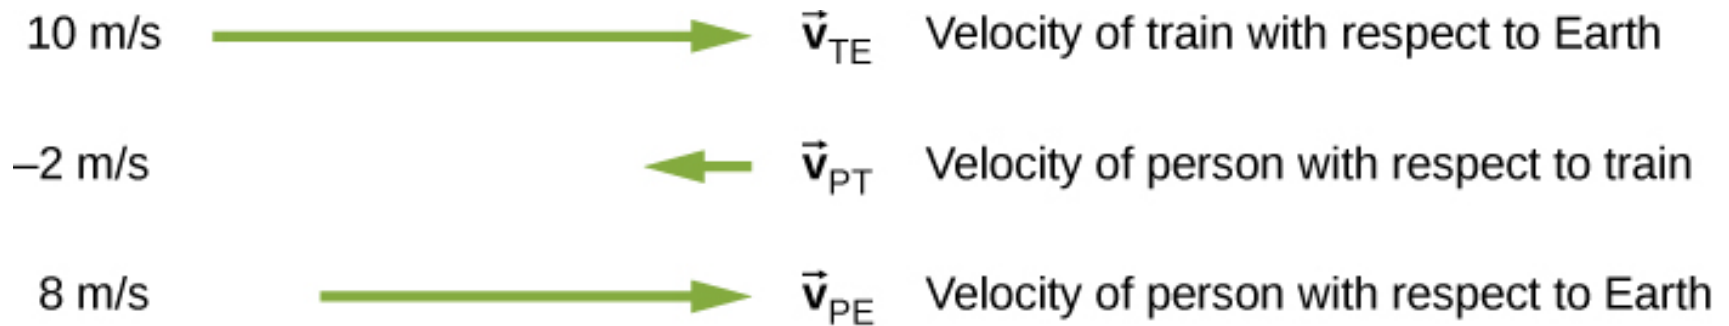 10 m/s v⃗TE Velocity of train with respect to Earth
–2 m/s v⃗PT Velocity of person with respect to train
8 m/s v⃗PE Velocity of person with respect to Earth